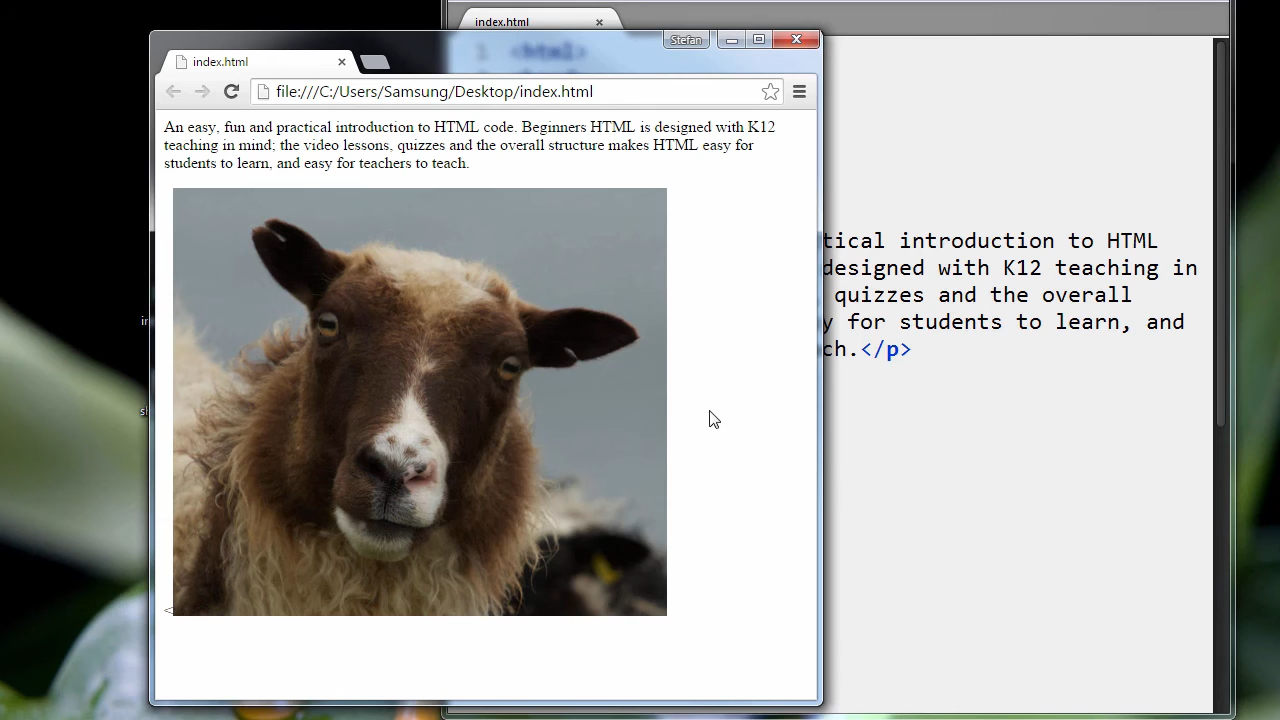 index.html
Stefan
1 <html>
index.html
file:///C:/Users/Samsung/Desktop/index.html
An easy, fun and practical introduction to HTML code. Beginners HTML is designed with K12
teaching in mind; the video lessons, quizzes and the overall structure makes HTML easy for
students to learn, and easy for teachers to teach.
<
tical introduction to HTML
designed with K12 teaching in
quizzes and the overall
y for students to learn, and
ch.</p>